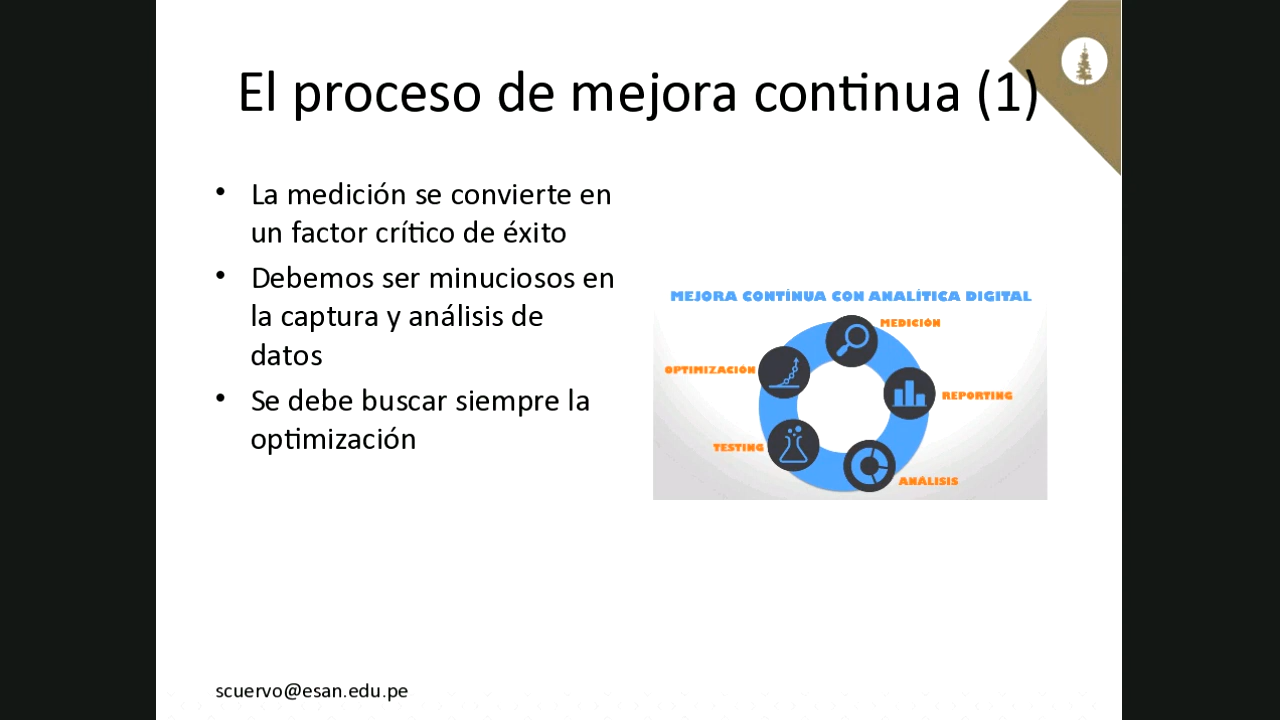 El proceso de mejora continua (1)
• La medición se convierte en
un factor crítico de éxito
• Debemos ser minuciosos en
la captura y análisis de
datos
• Se debe buscar siempre la
optimización
MEJORA CONTÍNUA CON ANALÍTICA DIGITAL
MEDICIÓN
OPTIMIZACIÓN
REPORTING
TESTING
ANÁLISIS
scuervo@esan.edu.pe